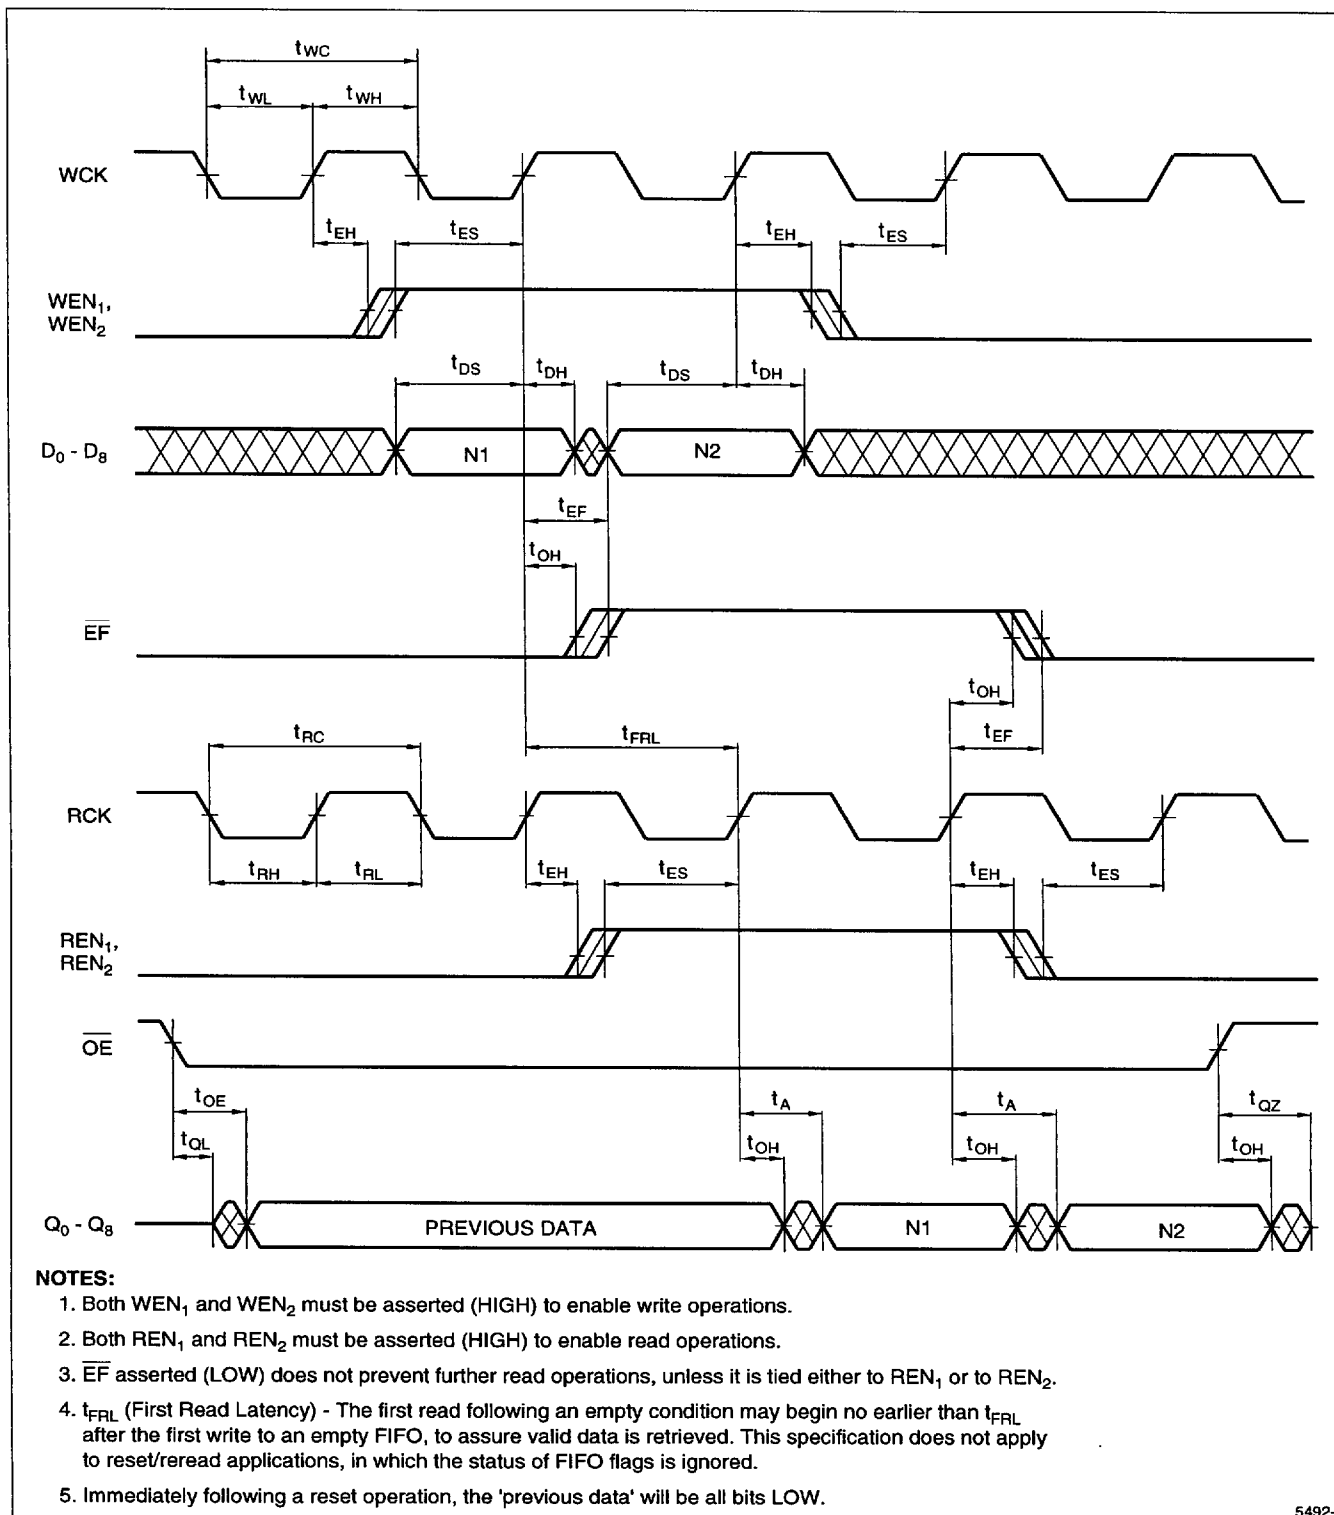 tWC
tWL tWH
WCK
tEH tES tEH tES
WEN1,
WEN2
tDS tDH tDS tDH
D0 - D8 N1 N2
tEF
tOH
EF
tOH
tRC tFRL tEF
RCK
tRH tRL tEH tES tEH tES
REN1,
REN2
OE
tOE tA tA tQZ
tQL tOH tOH tOH
Q0 - Q8 PREVIOUS DATA N1 N2
NOTES:
1. Both WEN1 and WEN2 must be asserted (HIGH) to enable write operations.
2. Both REN1 and REN2 must be asserted (HIGH) to enable read operations.
3. EF asserted (LOW) does not prevent further read operations, unless it is tied either to REN1 or to REN2.
4. tFRL (First Read Latency) - The first read following an empty condition may begin no earlier than tFRL
after the first write to an empty FIFO, to assure valid data is retrieved. This specification does not apply
to reset/reread applications, in which the status of FIFO flags is ignored.
5. Immediately following a reset operation, the 'previous data' will be all bits LOW.
5492-